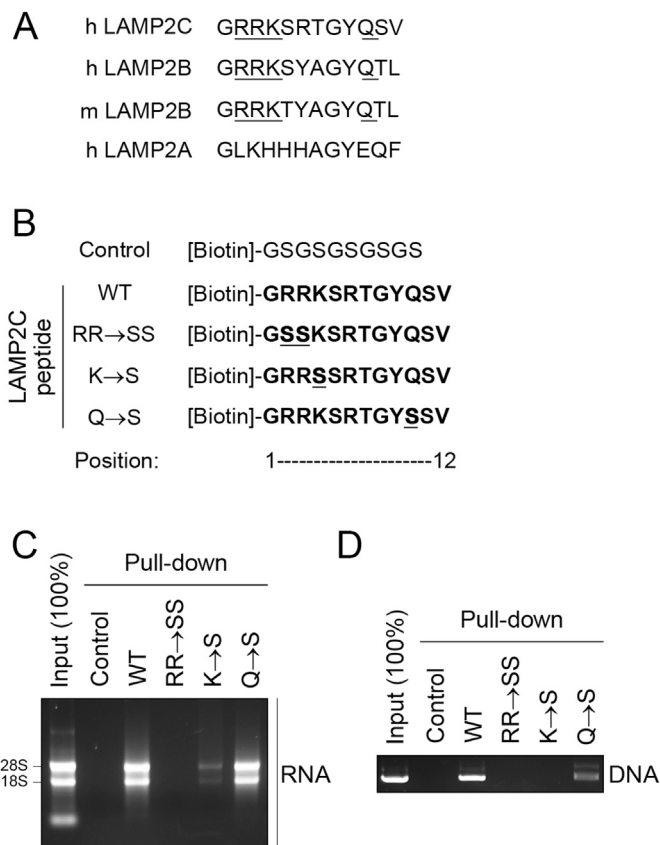 A
h LAMP2C GRRKSRTGYQSV
h LAMP2B GRRKSYAGYQTL
m LAMP2B GRRKTYAGYQTL
h LAMP2A GLKHHHAGYEQF
B
Control [Biotin]-GSGSGSGSGS
LAMP2C peptide
WT [Biotin]-GRRKSRTGYQSV
RR→SS [Biotin]-GSSKSRTGYQSV
K→S [Biotin]-GRRSSRTGYQSV
Q→S [Biotin]-GRRKSRTGYSSV
Position: 1--------------------12
C
Pull-down
Input (100%) Control WT RR→SS K→S Q→S
28S
18S
RNA
D
Pull-down
Input (100%) Control WT RR→SS K→S Q→S
DNA